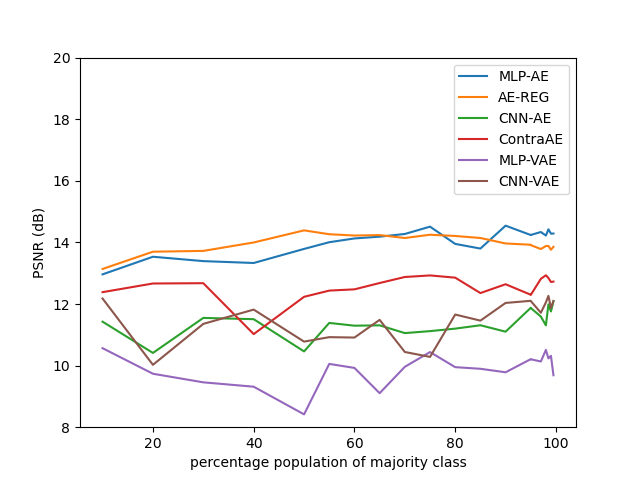 20
18
16
14
12
10
8
PSNR (dB)
MLP-AE
AE-REG
CNN-AE
ContraAE
MLP-VAE
CNN-VAE
20 40 60 80 100
percentage population of majority class